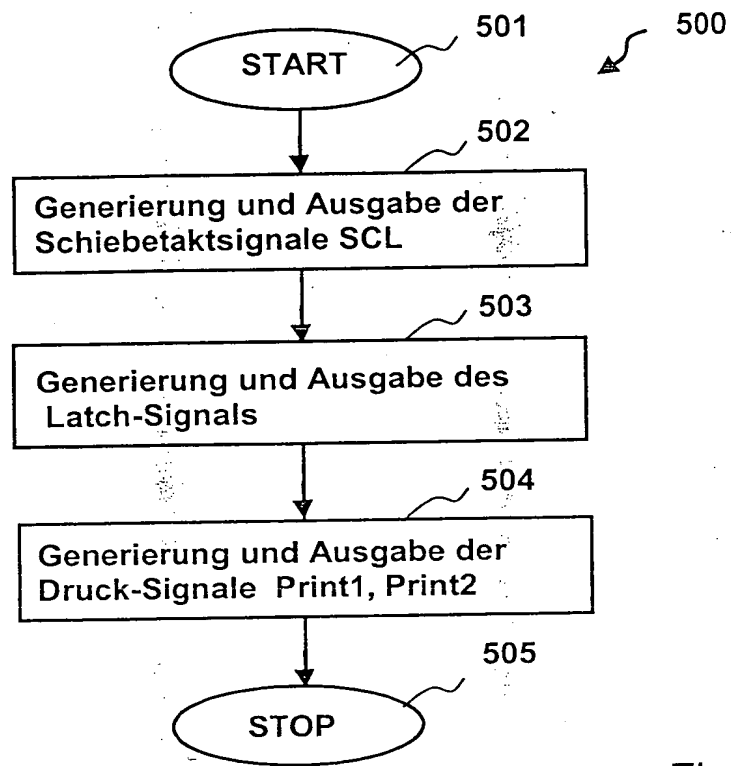 501
500
START
502
Generierung und Ausgabe der
Schiebetaktsignale SCL
503
Generierung und Ausgabe des
Latch-Signals
504
Generierung und Ausgabe der
Druck-Signale Print1, Print2
505
STOP